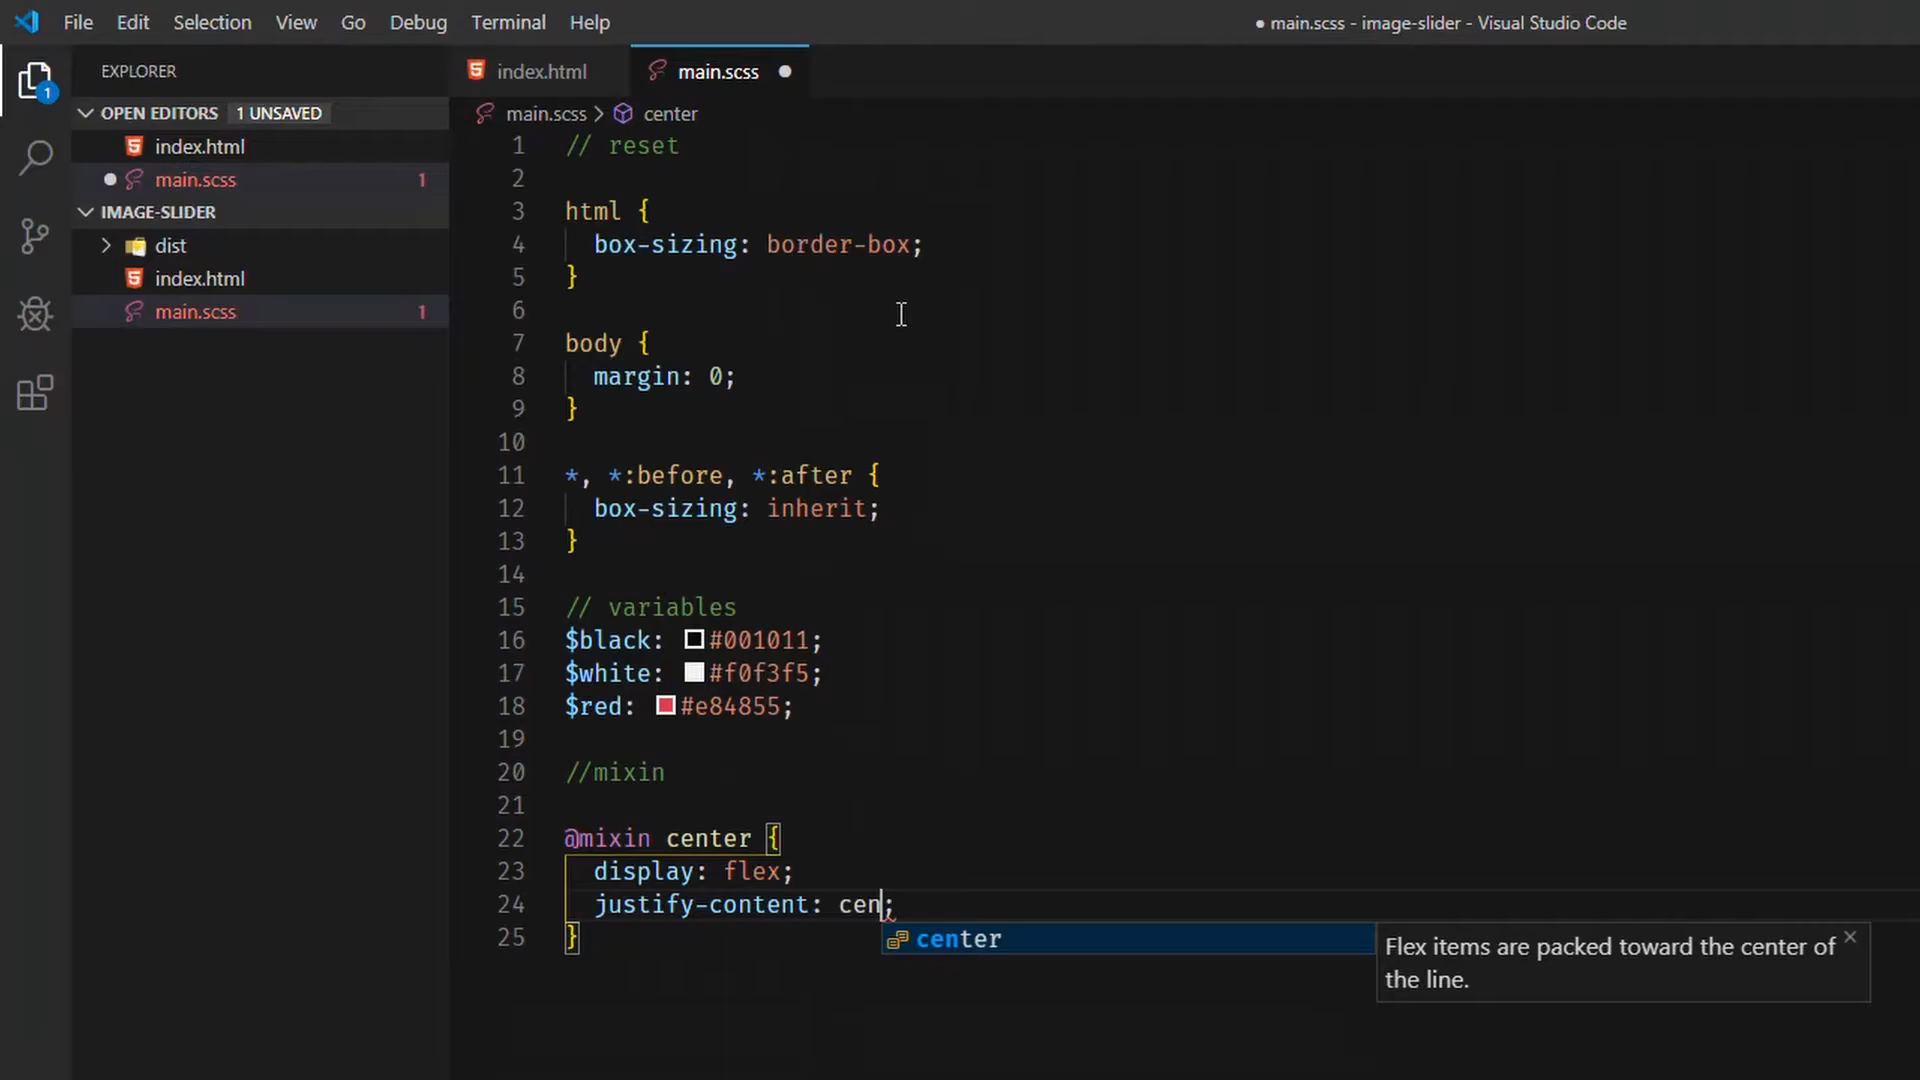 File Edit Selection View Go Debug Terminal Help
● main.scss - image-slider - Visual Studio Code
EXPLORER
OPEN EDITORS 1 UNSAVED
index.html
main.scss 1
IMAGE-SLIDER
dist
index.html
main.scss 1
1
index.html main.scss
main.scss > center
1 // reset
2
3 html {
4 box-sizing: border-box;
5 }
6
7 body {
8 margin: 0;
9 }
10
11 *, *:before, *:after {
12 box-sizing: inherit;
13 }
14
15 // variables
16 $black: #001011;
17 $white: #f0f3f5;
18 $red: #e84855;
19
20 //mixin
21
22 @mixin center {
23 display: flex;
24 justify-content: cen;
25 }
center
Flex items are packed toward the center of
the line.